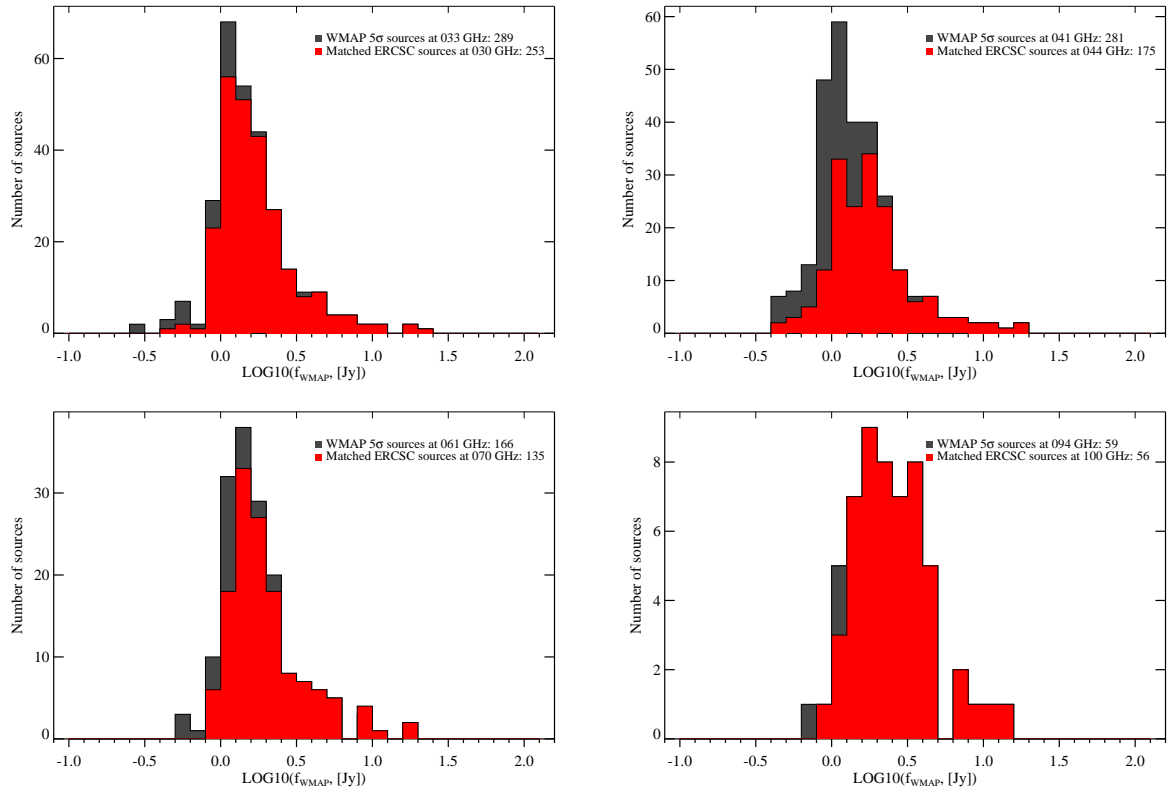 WMAP 5σ sources at 033 GHz: 289
Matched ERCSC sources at 030 GHz: 253
Number of sources
60
40
20
0
-1.0 -0.5 0.0 0.5 1.0 1.5 2.0
LOG10(fWMAP, [Jy])
WMAP 5σ sources at 041 GHz: 281
Matched ERCSC sources at 044 GHz: 175
Number of sources
60
50
40
30
20
10
0
-1.0 -0.5 0.0 0.5 1.0 1.5 2.0
LOG10(fWMAP, [Jy])
WMAP 5σ sources at 061 GHz: 166
Matched ERCSC sources at 070 GHz: 135
Number of sources
30
20
10
0
-1.0 -0.5 0.0 0.5 1.0 1.5 2.0
LOG10(fWMAP, [Jy])
WMAP 5σ sources at 094 GHz: 59
Matched ERCSC sources at 100 GHz: 56
Number of sources
8
6
4
2
0
-1.0 -0.5 0.0 0.5 1.0 1.5 2.0
LOG10(fWMAP, [Jy])